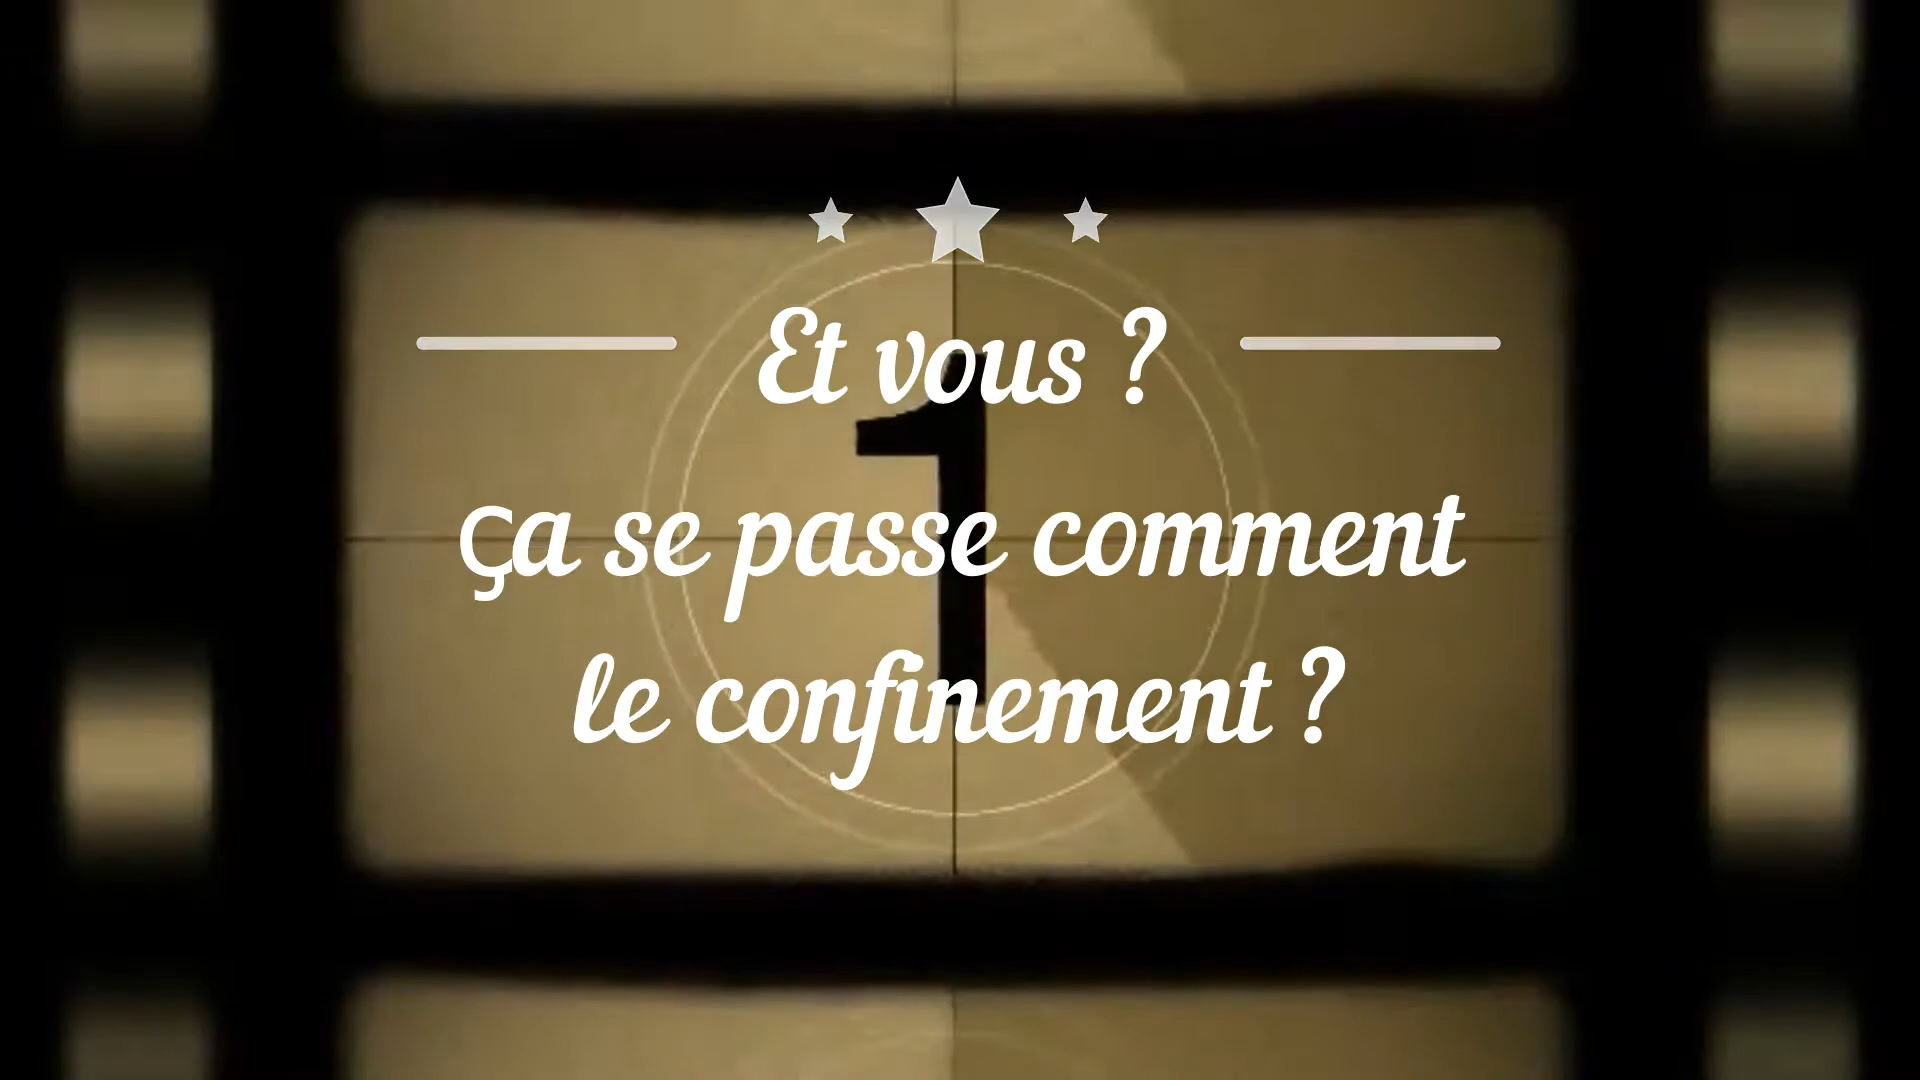 Et vous ?
1
Ça se passe comment
le confinement ?